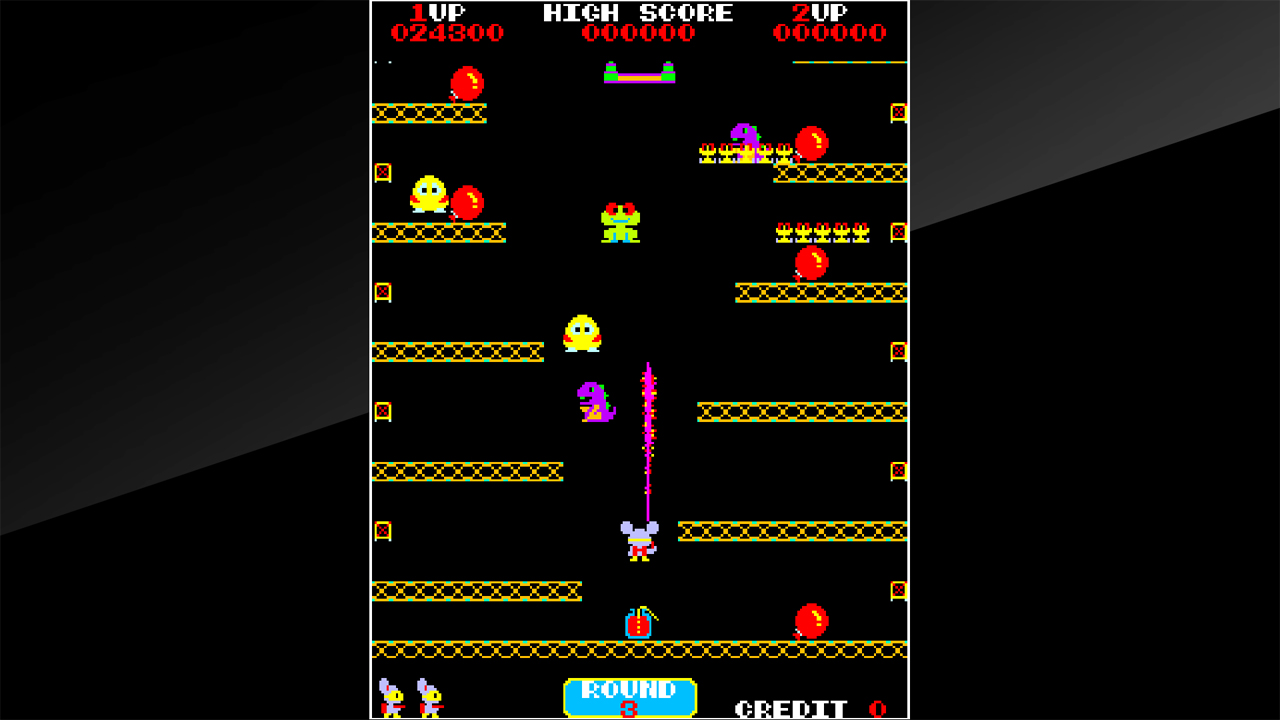 1UP HIGH SCORE 2UP
024300 000000 000000
ROUND
3
CREDIT 0